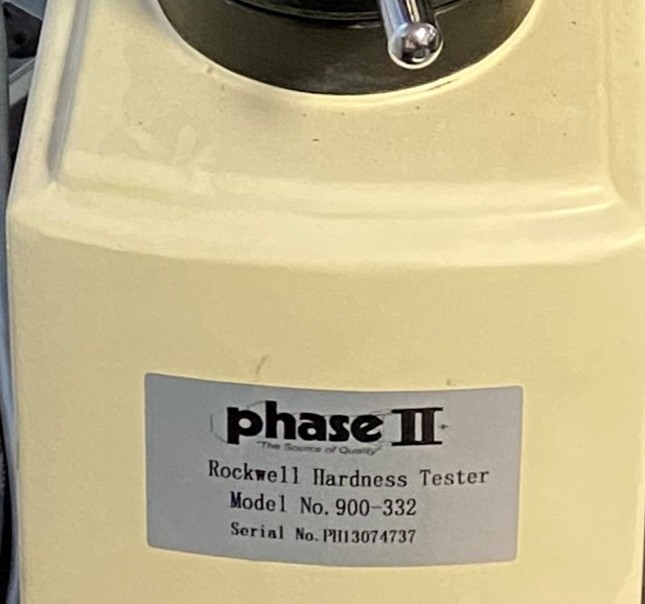 phase II+
"The Source of Quality"
Rockwell Hardness Tester
Model No. 900-332
Serial No. PH13074737